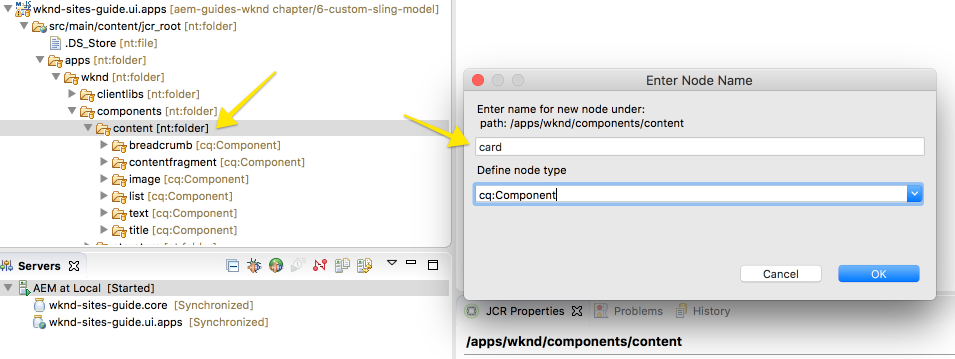 wknd-sites-guide.ui.apps [aem-guides-wknd chapter/6-custom-sling-model]
src/main/content/jcr_root [nt:folder]
.DS_Store [nt:file]
apps [nt:folder]
wknd [nt:folder]
clientlibs [nt:folder]
components [nt:folder]
content [nt:folder]
breadcrumb [cq:Component]
contentfragment [cq:Component]
image [cq:Component]
list [cq:Component]
text [cq:Component]
title [cq:Component]
Servers
AEM at Local [Started]
wknd-sites-guide.core [Synchronized]
wknd-sites-guide.ui.apps [Synchronized]
Enter Node Name
Enter name for new node under:
path: /apps/wknd/components/content
card
Define node type
cq:Component
Cancel OK
JCR Properties Problems History
/apps/wknd/components/content